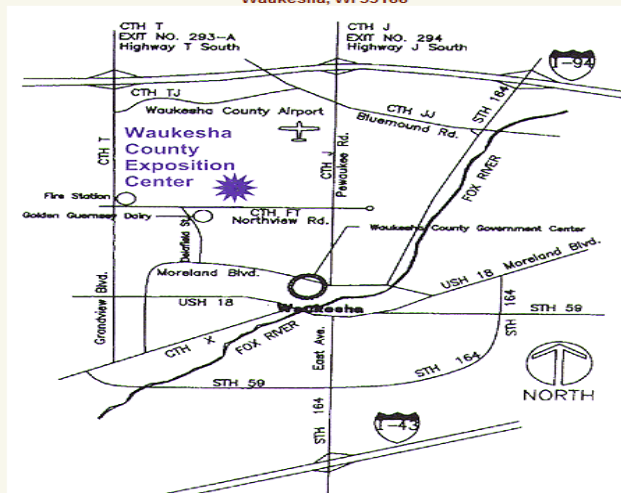 Waukesha, WI 53188
CTH T
EXIT NO. 293-A
Highway T South
CTH J
EXIT NO. 294
Highway J South
I-94
CTH TJ
STH 164
Waukesha County Airport
CTH JJ
Bluemound Rd.
Waukesha
County
Exposition
Center
CTH T
CTH J
Pewaukee Rd.
FOX RIVER
Fire Station
Golden Guernsey Dairy
CTH FT
Northview Rd.
Delafield St.
Waukesha County Government Center
Moreland Blvd.
USH 18 Moreland Blvd.
USH 18
Waukesha
Grandview Blvd.
CTH X
FOX RIVER
East Ave.
STH 164
STH 59
STH 59
STH 164
STH 164
NORTH
I-43